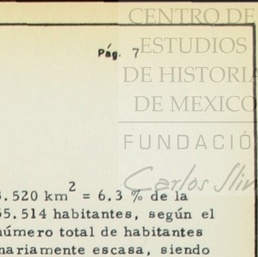 CENTRO DE
ESTUDIOS
DE HISTORIA
DE MEXICO
FUNDACIÓ
Carlos Slim
Pág. 7
.520 km2 = 6.3 % de la
5.514 habitantes, según el
número total de habitantes
nariamente escasa, siendo